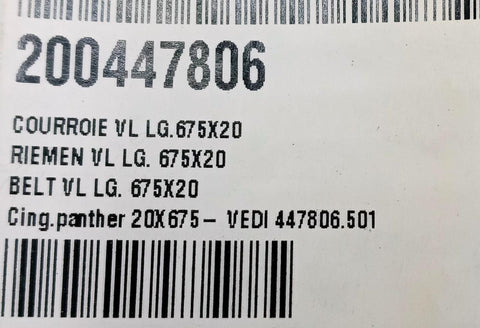 200447806
COURROIE VL LG.675X20
RIEMEN VL LG. 675X20
BELT VL LG. 675X20
Cing.panther 20X675- VEDI 447806.501